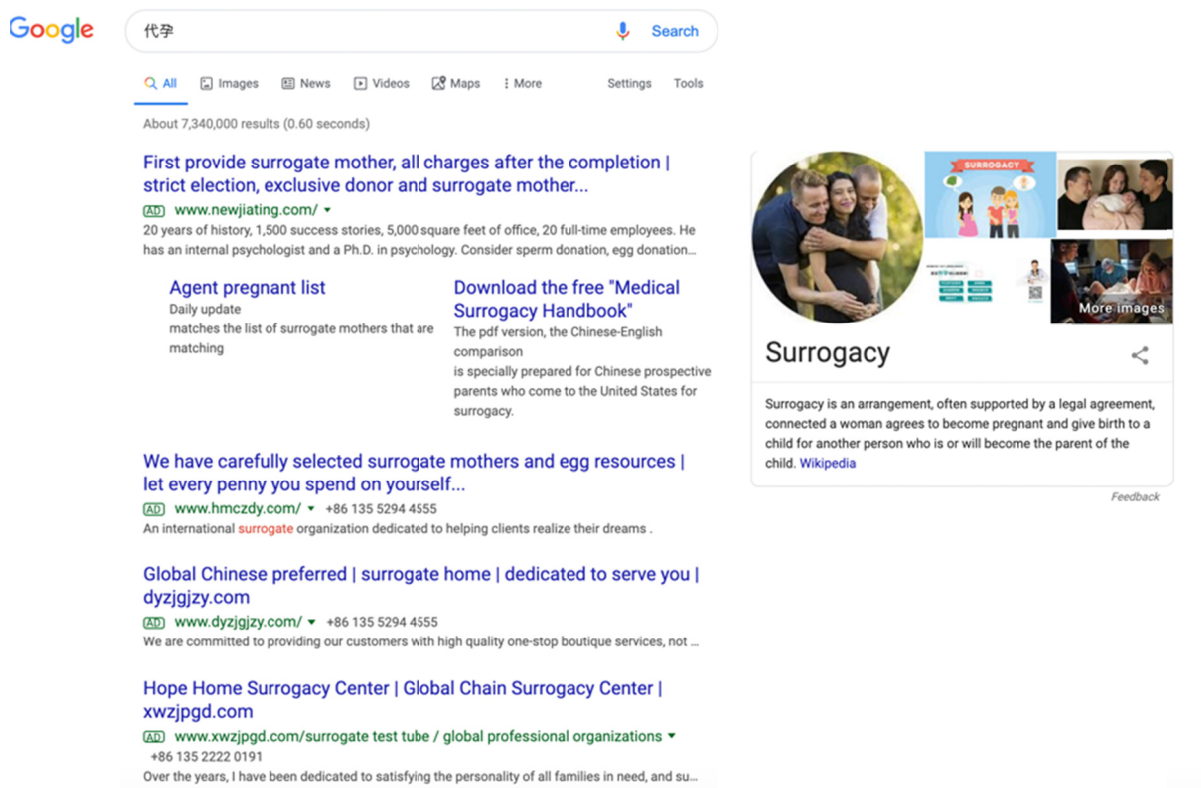 Google
代孕
Search
All Images News Videos Maps More Settings Tools
About 7,340,000 results (0.60 seconds)
First provide surrogate mother, all charges after the completion |
strict election, exclusive donor and surrogate mother...
AD www.newjiating.com/
20 years of history, 1,500 success stories, 5,000 square feet of office, 20 full-time employees. He
has an internal psychologist and a Ph.D. in psychology. Consider sperm donation, egg donation...
Agent pregnant list
Daily update
matches the list of surrogate mothers that are
matching
Download the free "Medical
Surrogacy Handbook"
The pdf version, the Chinese-English
comparison
is specially prepared for Chinese prospective
parents who come to the United States for
surrogacy.
We have carefully selected surrogate mothers and egg resources |
let every penny you spend on yourself...
AD www.hmczdy.com/ +86 135 5294 4555
An international surrogate organization dedicated to helping clients realize their dreams .
Global Chinese preferred | surrogate home | dedicated to serve you |
dyzjgjzy.com
AD www.dyzjgjzy.com/ +86 135 5294 4555
We are committed to providing our customers with high quality one-stop boutique services, not ...
Hope Home Surrogacy Center | Global Chain Surrogacy Center |
xwzjpgd.com
AD www.xwzjpgd.com/surrogate test tube / global professional organizations
+86 135 2222 0191
Over the years, I have been dedicated to satisfying the personality of all families in need, and su...
SURROGACY
More images
Surrogacy
Surrogacy is an arrangement, often supported by a legal agreement,
connected a woman agrees to become pregnant and give birth to a
child for another person who is or will become the parent of the
child. Wikipedia
Feedback